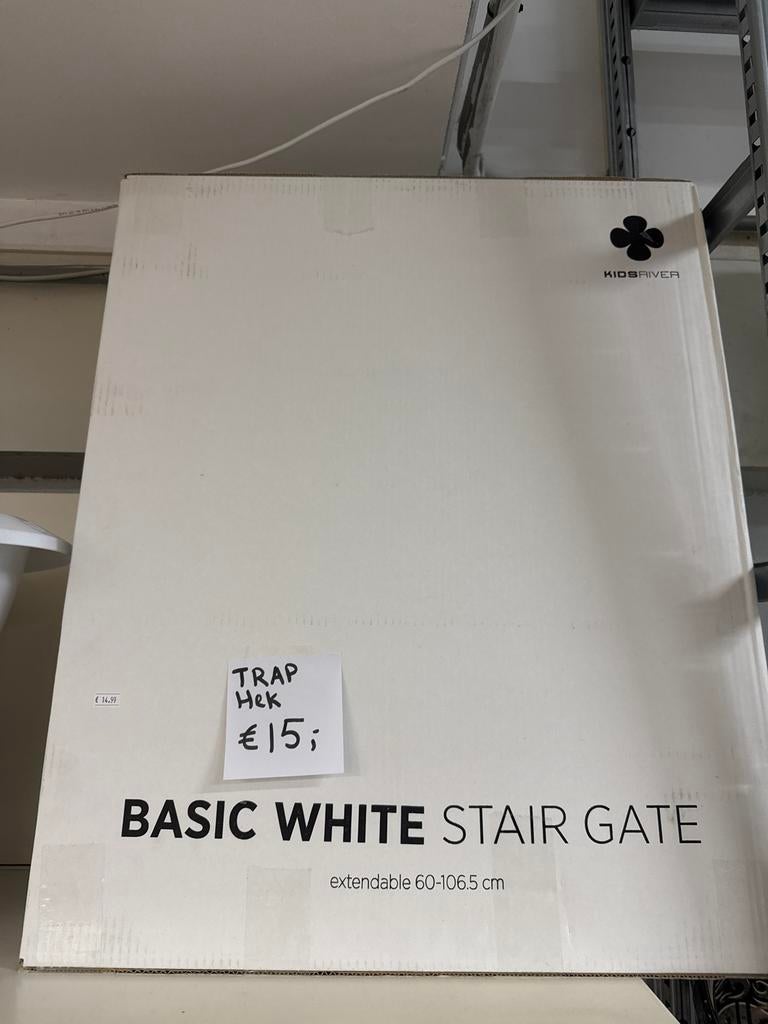 KIDSRIVER
€ 14.99
TRAP
Hek
€15,-
BASIC WHITE STAIR GATE
extendable 60-106.5 cm